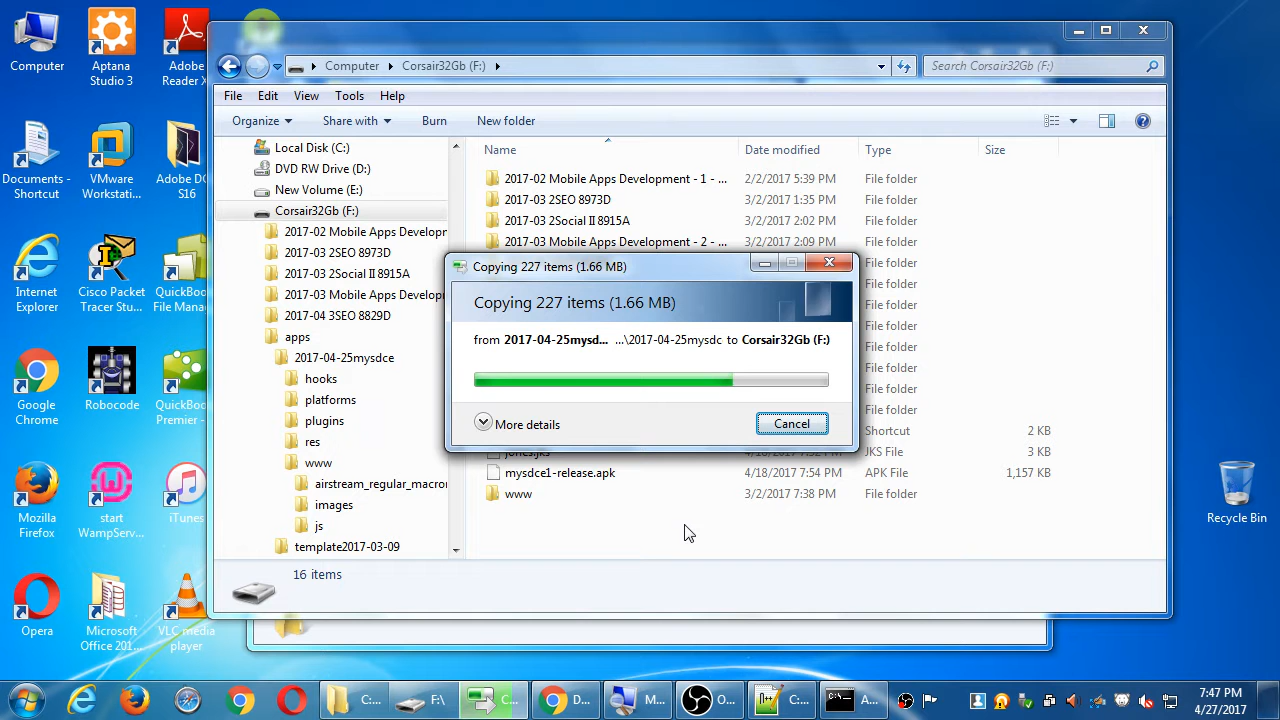 Computer
Aptana
Studio 3
Adobe
Reader X
Documents -
Shortcut
VMware
Workstati...
Adobe DC
S16
Internet
Explorer
Cisco Packet
Tracer Stu...
QuickBoo
File Manag
Google
Chrome
Robocode
QuickBoo
Premier -
Mozilla
Firefox
start
WampServ...
iTunes
Opera
Microsoft
Office 201...
VLC media
player
Recycle Bin
Computer
Corsair32Gb (F:)
Search Corsair32Gb (F:)
File Edit View Tools Help
Organize Share with Burn New folder
Local Disk (C:)
DVD RW Drive (D:)
New Volume (E:)
Corsair32Gb (F:)
2017-02 Mobile Apps Developr
2017-03 2SEO 8973D
2017-03 2Social II 8915A
2017-03 Mobile Apps Developr
2017-04 3SEO 8829D
apps
2017-04-25mysdce
hooks
platforms
plugins
res
www
airstream_regular_macror
images
js
template2017-03-09
Name Date modified Type Size
2017-02 Mobile Apps Development - 1 - ... 2/2/2017 5:39 PM File folder
2017-03 2SEO 8973D 3/2/2017 1:35 PM File folder
2017-03 2Social II 8915A 3/2/2017 2:02 PM File folder
2017-03 Mobile Apps Development - 2 - ... 3/2/2017 2:09 PM File folder
File folder
File folder
File folder
File folder
File folder
File folder
File folder
File folder
Shortcut 2 KB
JKS File 3 KB
mysdce1-release.apk 4/18/2017 7:54 PM APK File 1,157 KB
www 3/2/2017 7:38 PM File folder
Copying 227 items (1.66 MB)
Copying 227 items (1.66 MB)
from 2017-04-25mysd... ...\2017-04-25mysdc to Corsair32Gb (F:)
More details
Cancel
16 items
C:...
F:\
C...
D...
M...
O...
C:...
A...
7:47 PM
4/27/2017